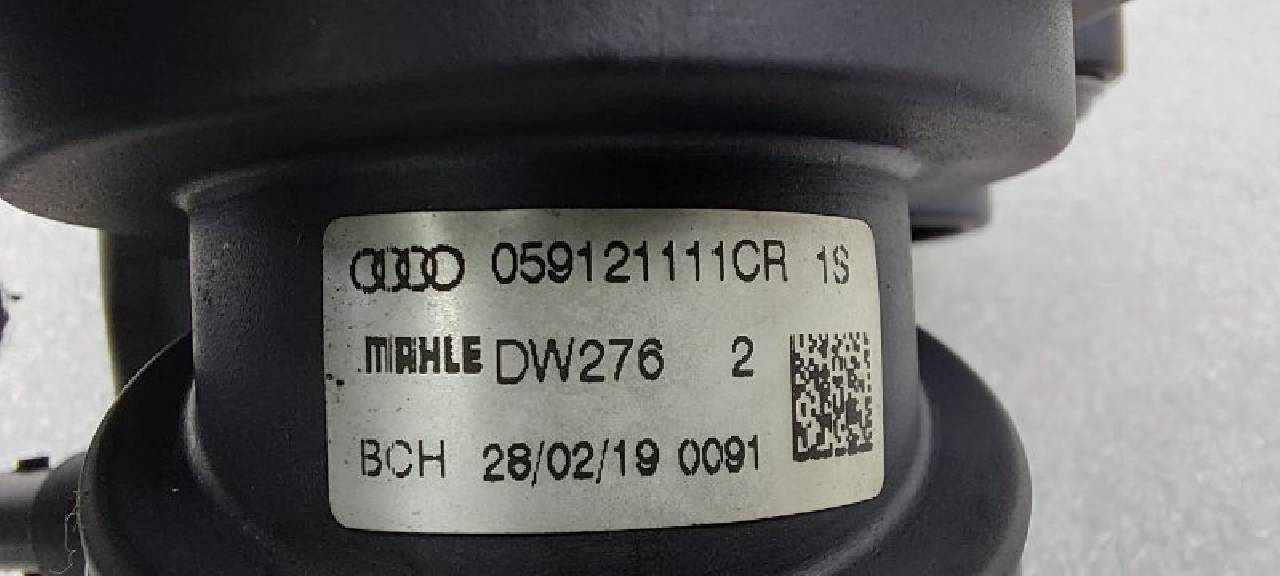 059121111CR 1S
MAHLE DW276 2
BCH 28/02/19 0091